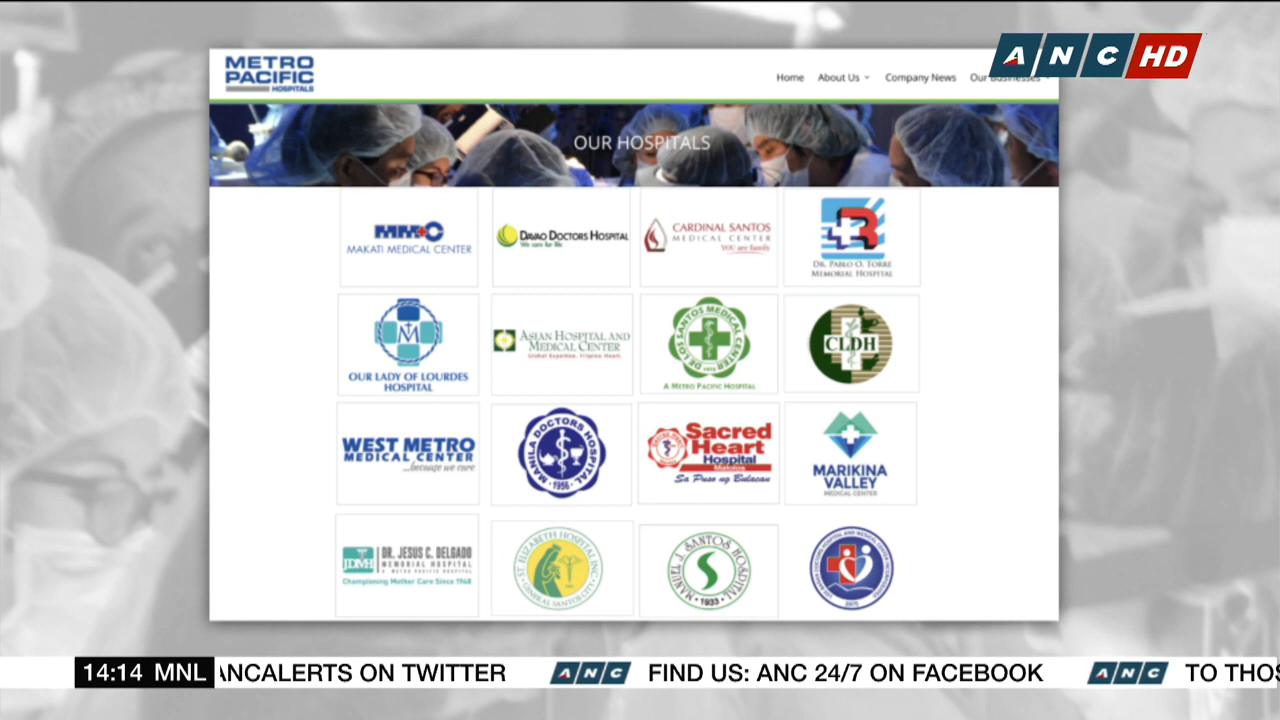 METRO
PACIFIC
HOSPITALS
Home About Us Company News Our Businesses
ANC HD
OUR HOSPITALS
MMC
MAKATI MEDICAL CENTER
DAVAO DOCTORS HOSPITAL
We care for life
CARDINAL SANTOS
MEDICAL CENTER
YOU are family
DR. PABLO O. TORRE
MEMORIAL HOSPITAL
M
OUR LADY OF LOURDES
HOSPITAL
ASIAN HOSPITAL AND
MEDICAL CENTER
Global Expertise. Filipino Heart.
DE LOS SANTOS MEDICAL CENTER
A METRO PACIFIC HOSPITAL
CLDH
WEST METRO
MEDICAL CENTER
...because we care
MANILA DOCTORS HOSPITAL
1956
Sacred
Heart
Hospital
Malolos
Sa Puso ng Bulacan
MARIKINA
VALLEY
MEDICAL CENTER
JDMH
DR. JESUS C. DELGADO
MEMORIAL HOSPITAL
A METRO PACIFIC HOSPITAL
Championing Mother Care Since 1948
ST. ELIZABETH HOSPITAL, INC.
GENERAL SANTOS CITY
MANUEL J. SANTOS HOSPITAL
1933
1975
14:14 MNL ANCALERTS ON TWITTER ANC FIND US: ANC 24/7 ON FACEBOOK ANC TO THOS